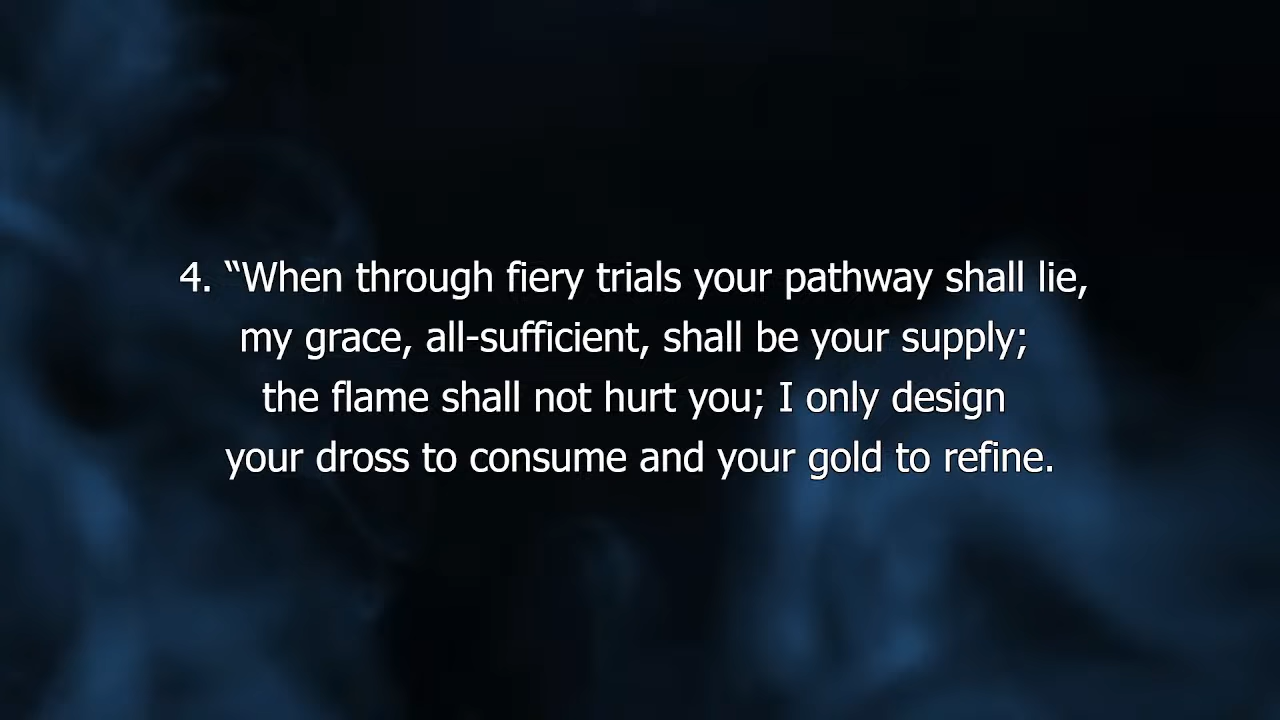 4. “When through fiery trials your pathway shall lie,
my grace, all-sufficient, shall be your supply;
the flame shall not hurt you; I only design
your dross to consume and your gold to refine.